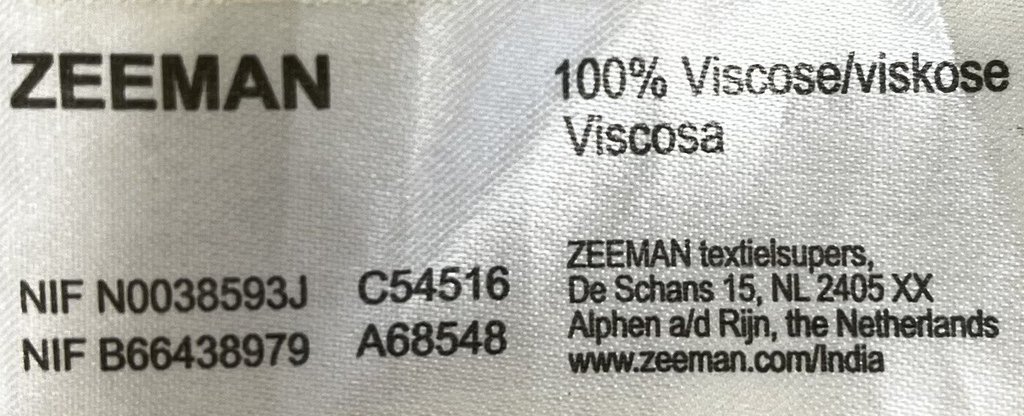 ZEEMAN
100% Viscose/viskose
Viscosa
NIF N0038593J C54516
NIF B66438979 A68548
ZEEMAN textielsupers,
De Schans 15, NL 2405 XX
Alphen a/d Rijn, the Netherlands
www.zeeman.com/India